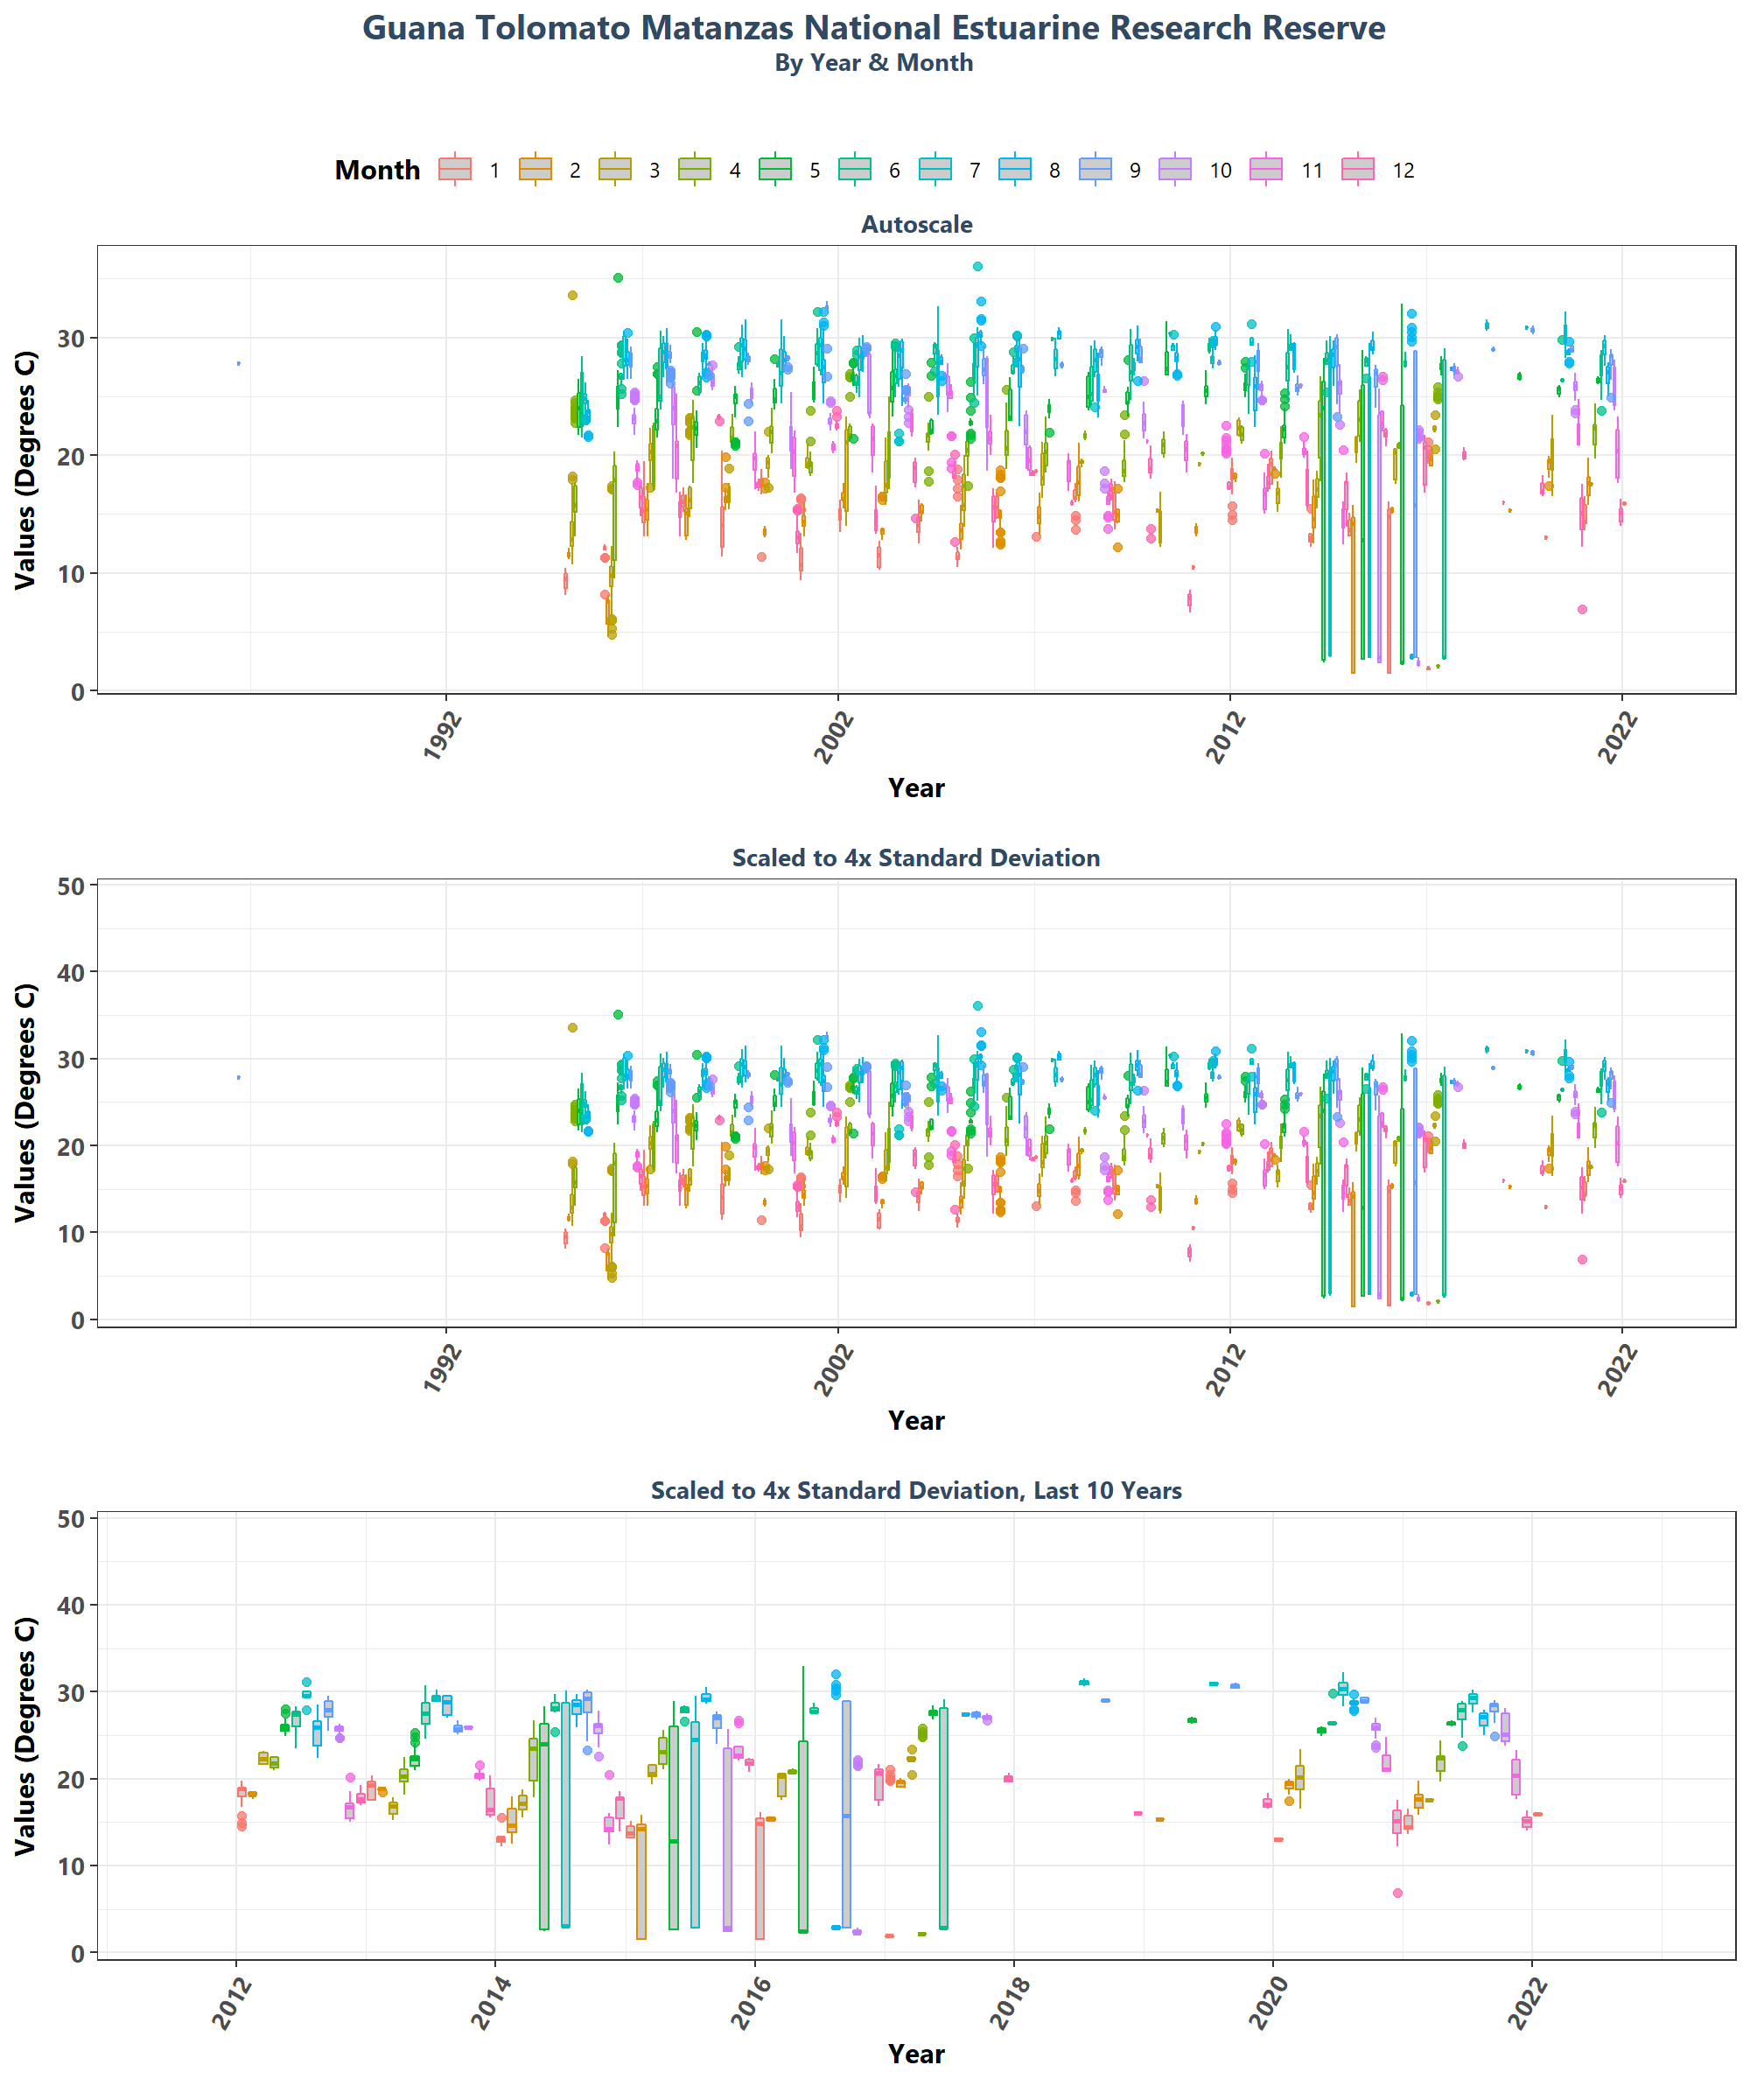 Guana Tolomato Matanzas National Estuarine Research Reserve
By Year & Month
Month 1 2 3 4 5 6 7 8 9 10 11 12
Autoscale
Values (Degrees C)
30
20
10
0
1992 2002 2012 2022
Year
Scaled to 4x Standard Deviation
Values (Degrees C)
50
40
30
20
10
0
1992 2002 2012 2022
Year
Scaled to 4x Standard Deviation, Last 10 Years
Values (Degrees C)
50
40
30
20
10
0
2012 2014 2016 2018 2020 2022
Year